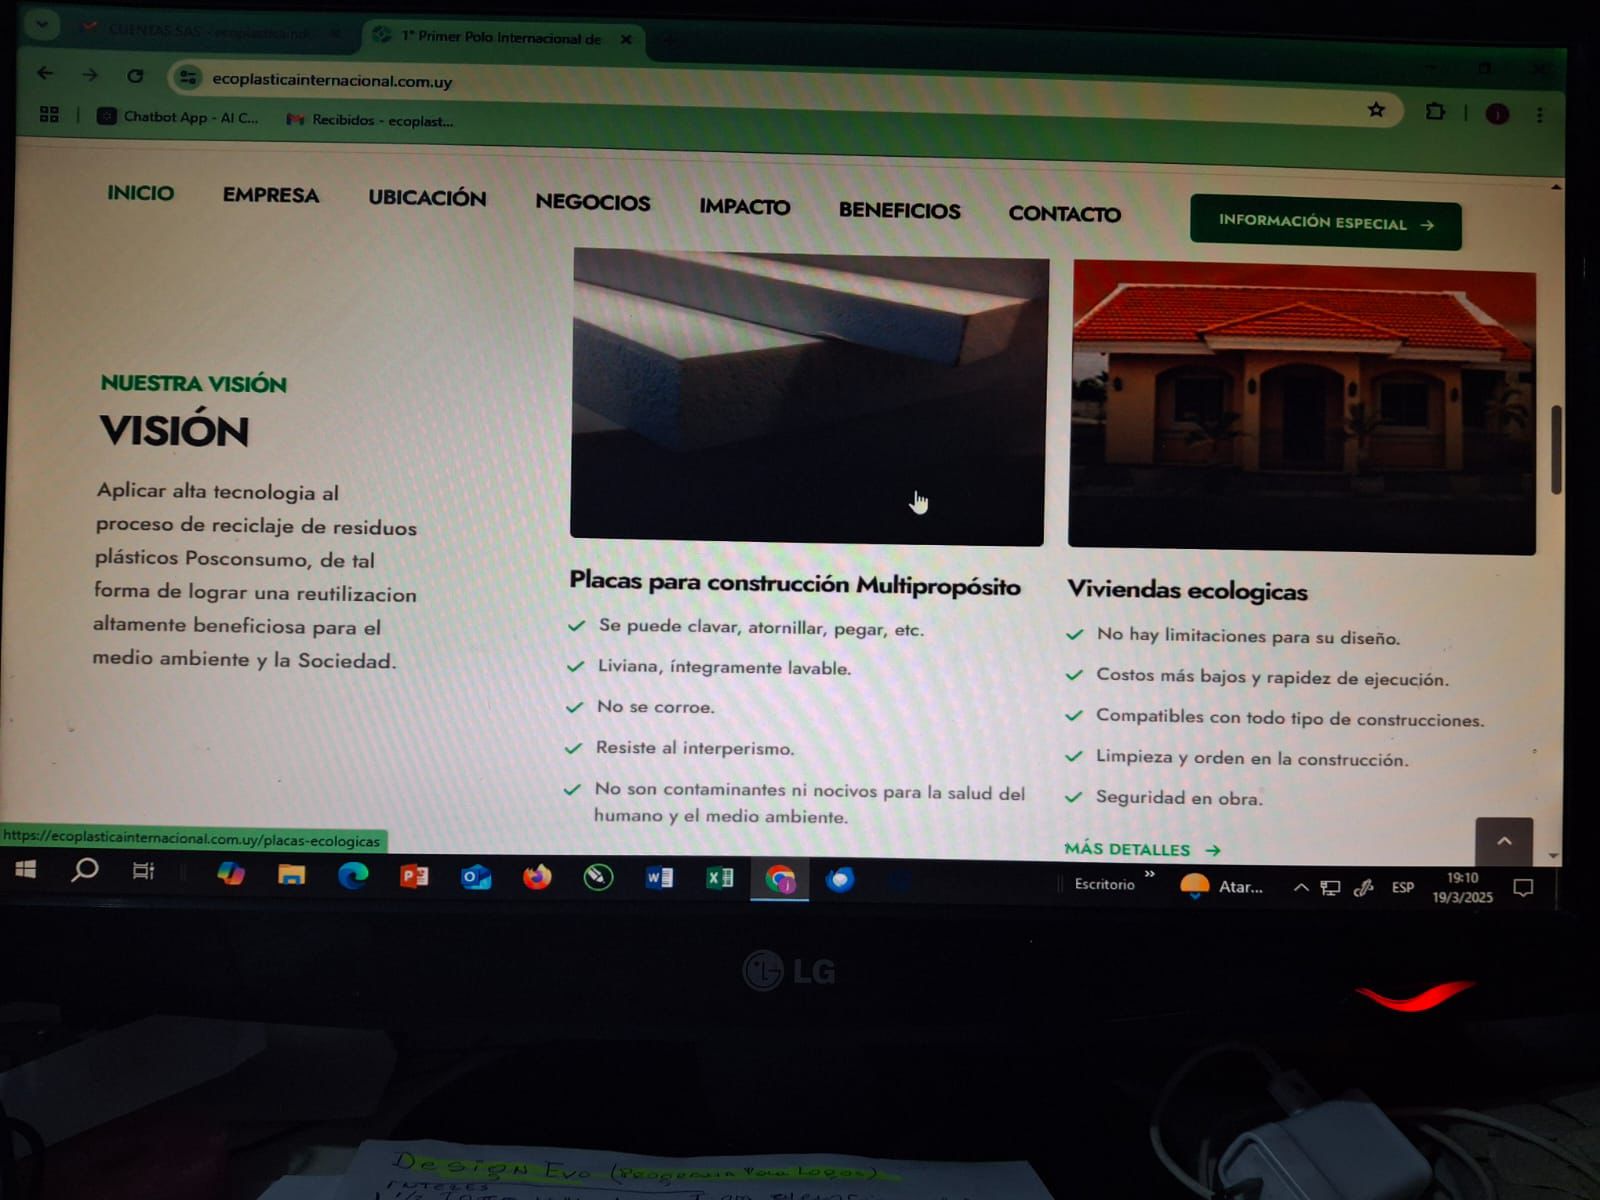 CUENTAS SAS - ecoplastica.ind
1° Primer Polo Internacional de
ecoplasticainternacional.com.uy
Chatbot App - AI C...
Recibidos - ecoplast...
INICIO
EMPRESA
UBICACIÓN
NEGOCIOS
IMPACTO
BENEFICIOS
CONTACTO
INFORMACIÓN ESPECIAL →
NUESTRA VISIÓN
VISIÓN
Aplicar alta tecnologia al
proceso de reciclaje de residuos
plásticos Posconsumo, de tal
forma de lograr una reutilizacion
altamente beneficiosa para el
medio ambiente y la Sociedad.
Placas para construcción Multipropósito
Se puede clavar, atornillar, pegar, etc.
Liviana, íntegramente lavable.
No se corroe.
Resiste al interperismo.
No son contaminantes ni nocivos para la salud del
humano y el medio ambiente.
Viviendas ecologicas
No hay limitaciones para su diseño.
Costos más bajos y rapidez de ejecución.
Compatibles con todo tipo de construcciones.
Limpieza y orden en la construcción.
Seguridad en obra.
MÁS DETALLES →
https://ecoplasticainternacional.com.uy/placas-ecologicas
Escritorio
Atar...
ESP
19:10
19/3/2025
LG
Design Evo (Programa para Logos)